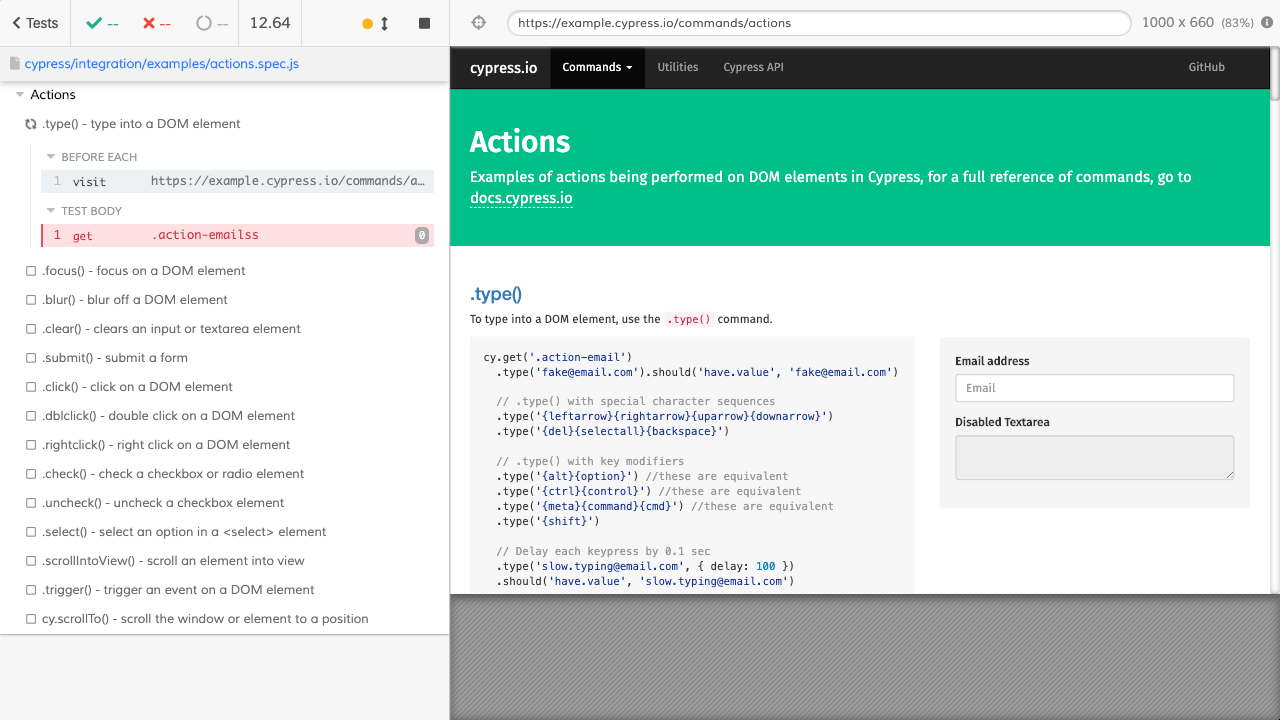 Tests
--
--
--
12.64
https://example.cypress.io/commands/actions
1000 x 660 (83%)
cypress/integration/examples/actions.spec.js
Actions
.type() - type into a DOM element
BEFORE EACH
1 visit https://example.cypress.io/commands/a…
TEST BODY
1 get .action-emailss 0
.focus() - focus on a DOM element
.blur() - blur off a DOM element
.clear() - clears an input or textarea element
.submit() - submit a form
.click() - click on a DOM element
.dblclick() - double click on a DOM element
.rightclick() - right click on a DOM element
.check() - check a checkbox or radio element
.uncheck() - uncheck a checkbox element
.select() - select an option in a <select> element
.scrollIntoView() - scroll an element into view
.trigger() - trigger an event on a DOM element
cy.scrollTo() - scroll the window or element to a position
cypress.io Commands Utilities Cypress API GitHub
Actions
Examples of actions being performed on DOM elements in Cypress, for a full reference of commands, go to
docs.cypress.io
.type()
To type into a DOM element, use the .type() command.
cy.get('.action-email')
.type('fake@email.com').should('have.value', 'fake@email.com')
// .type() with special character sequences
.type('{leftarrow}{rightarrow}{uparrow}{downarrow}')
.type('{del}{selectall}{backspace}')
// .type() with key modifiers
.type('{alt}{option}') //these are equivalent
.type('{ctrl}{control}') //these are equivalent
.type('{meta}{command}{cmd}') //these are equivalent
.type('{shift}')
// Delay each keypress by 0.1 sec
.type('slow.typing@email.com', { delay: 100 })
.should('have.value', 'slow.typing@email.com')
Email address
Email
Disabled Textarea